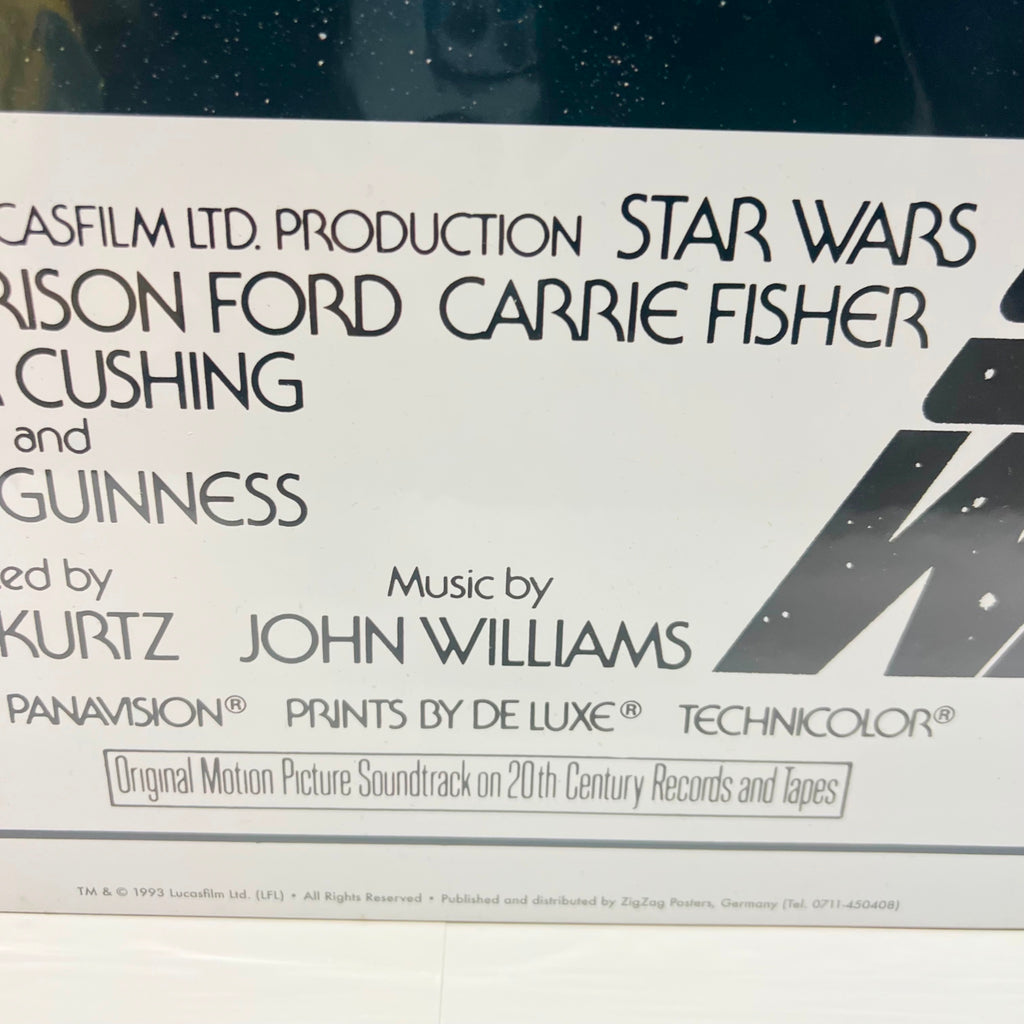 CASFILM LTD. PRODUCTION STAR WARS
RISON FORD CARRIE FISHER
CUSHING
and
GUINNESS
ed by
KURTZ
Music by
JOHN WILLIAMS
PANAVISION® PRINTS BY DE LUXE® TECHNICOLOR®
Original Motion Picture Soundtrack on 20th Century Records and Tapes
TM & © 1993 Lucasfilm Ltd. (LFL) • All Rights Reserved • Published and distributed by ZigZag Posters, Germany (Tel. 0711-450408)